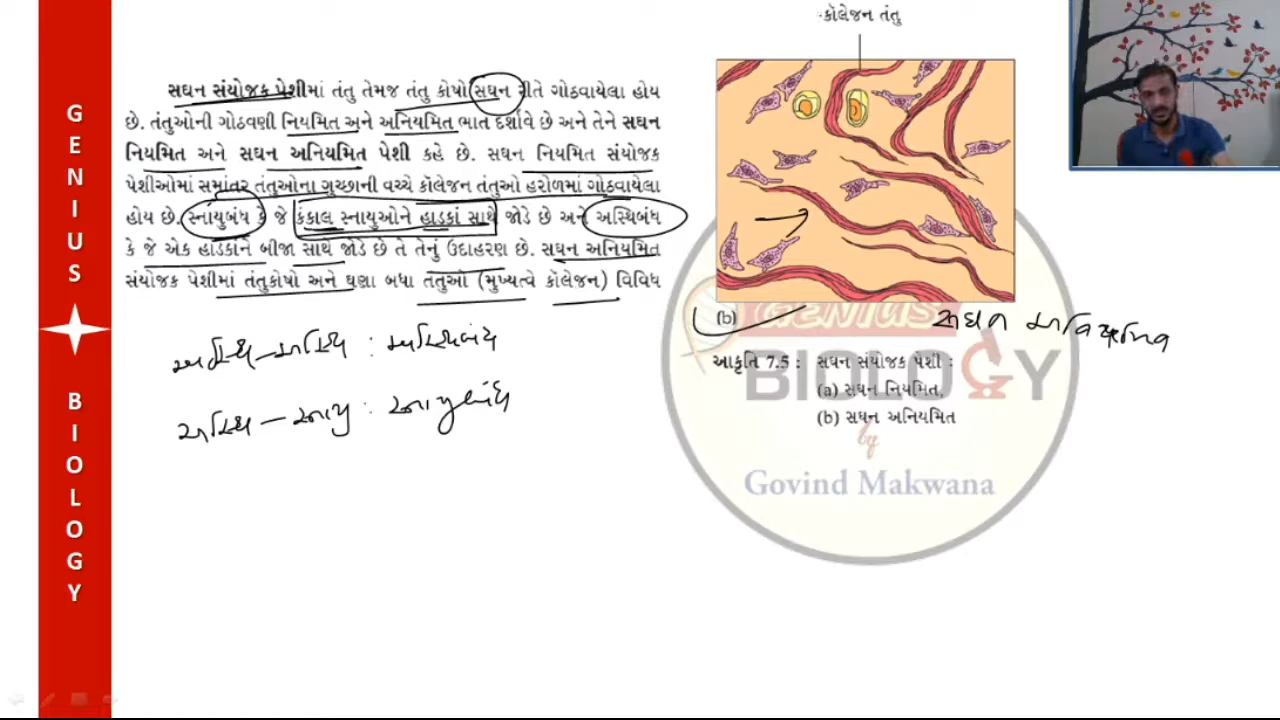 GENIUS
BIOLOGY
સઘન સંયોજક પેશીમાં તંતુ તેમજ તંતુ કોષો સઘન રીતે ગોઠવાયેલા હોય
છે. તંતુઓની ગોઠવણી નિયમિત અને અનિયમિત ભાત દર્શાવે છે અને તેને સઘન
નિયમિત અને સઘન અનિયમિત પેશી કહે છે. સઘન નિયમિત સંયોજક
પેશીઓમાં સમાંતર તંતુઓના ગુચ્છાની વચ્ચે કૉલેજન તંતુઓ હરોળમાં ગોઠવાયેલા
હોય છે. સ્નાયુબંધ કે જે કંકાલ સ્નાયુઓને હાડકાં સાથે જોડે છે અને અસ્થિબંધ
કે જે એક હાડકાને બીજા સાથે જોડે છે તે તેનું ઉદાહરણ છે. સઘન અનિયમિત
સંયોજક પેશીમાં તંતુકોષો અને ઘણા બધા તંતુઓ (મુખ્યત્વે કૉલેજન) વિવિધ
અસ્થિ - અસ્થિ : અસ્થિબંધ
અસ્થિ - સ્નાયુ : સ્નાયુબંધ
કૉલેજન તંતુ
(b)
સઘન અનિયમિત
આકૃતિ 7.5 : સઘન સંયોજક પેશી :
(a) સઘન નિયમિત,
(b) સઘન અનિયમિત
GENIUS
BIOLOGY
by
Govind Makwana